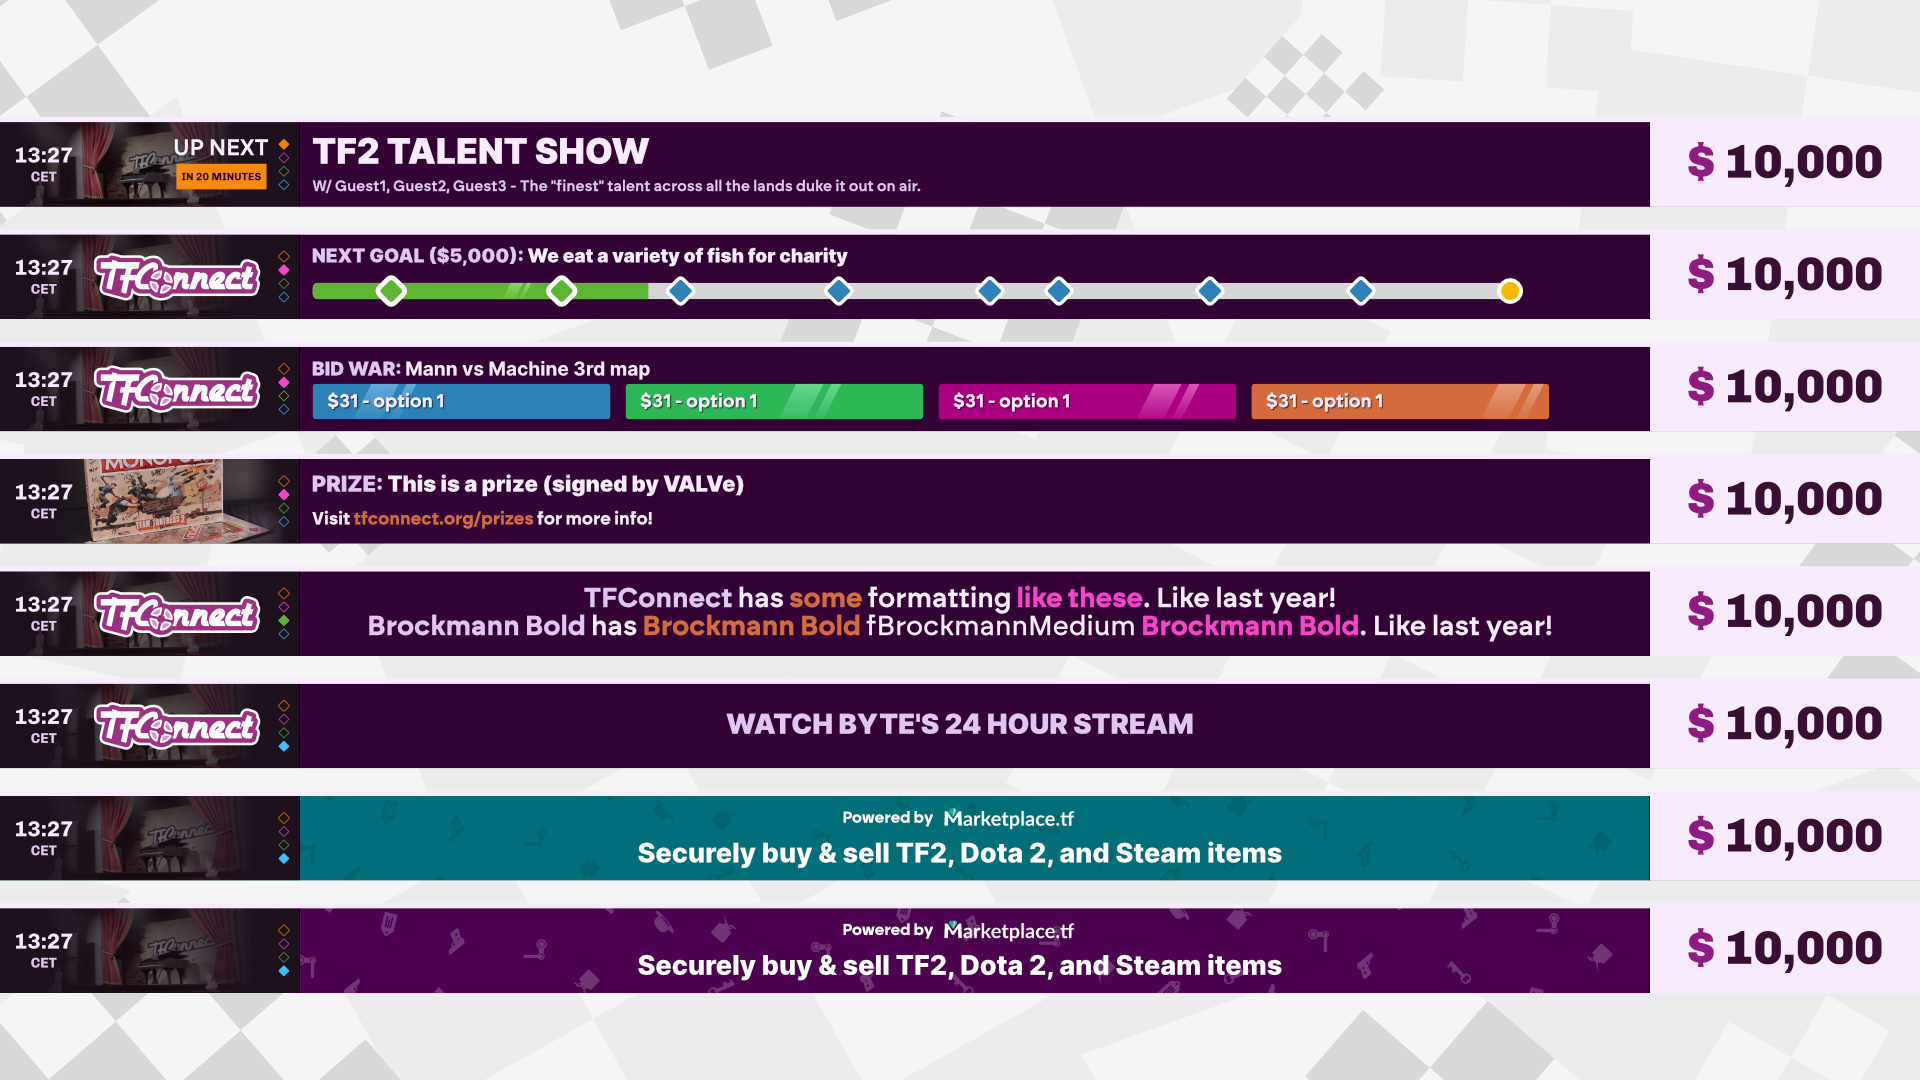 13:27
CET
TFConnect
UP NEXT
IN 20 MINUTES
TF2 TALENT SHOW
W/ Guest1, Guest2, Guest3 - The "finest" talent across all the lands duke it out on air.
$ 10,000
13:27
CET
TFConnect
NEXT GOAL ($5,000): We eat a variety of fish for charity
$ 10,000
13:27
CET
TFConnect
BID WAR: Mann vs Machine 3rd map
$31 - option 1
$31 - option 1
$31 - option 1
$31 - option 1
$ 10,000
13:27
CET
MONOPOLY
TEAM FORTRESS 2
PRIZE: This is a prize (signed by VALVe)
Visit tfconnect.org/prizes for more info!
$ 10,000
13:27
CET
TFConnect
TFConnect has some formatting like these. Like last year!
Brockmann Bold has Brockmann Bold fBrockmannMedium Brockmann Bold. Like last year!
$ 10,000
13:27
CET
TFConnect
WATCH BYTE'S 24 HOUR STREAM
$ 10,000
13:27
CET
TFConnec
Powered by Marketplace.tf
Securely buy & sell TF2, Dota 2, and Steam items
$ 10,000
13:27
CET
TFConnec
Powered by Marketplace.tf
Securely buy & sell TF2, Dota 2, and Steam items
$ 10,000